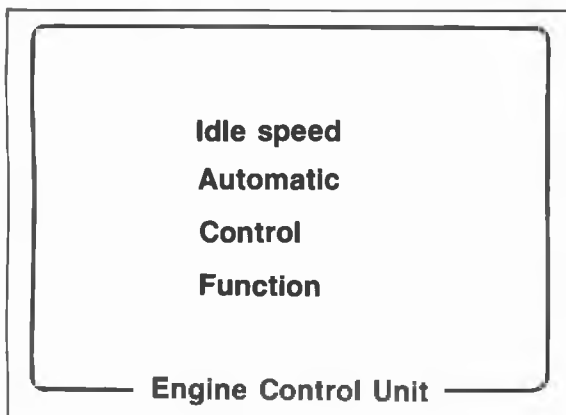 Idle speed
Automatic
Control
Function
Engine Control Unit